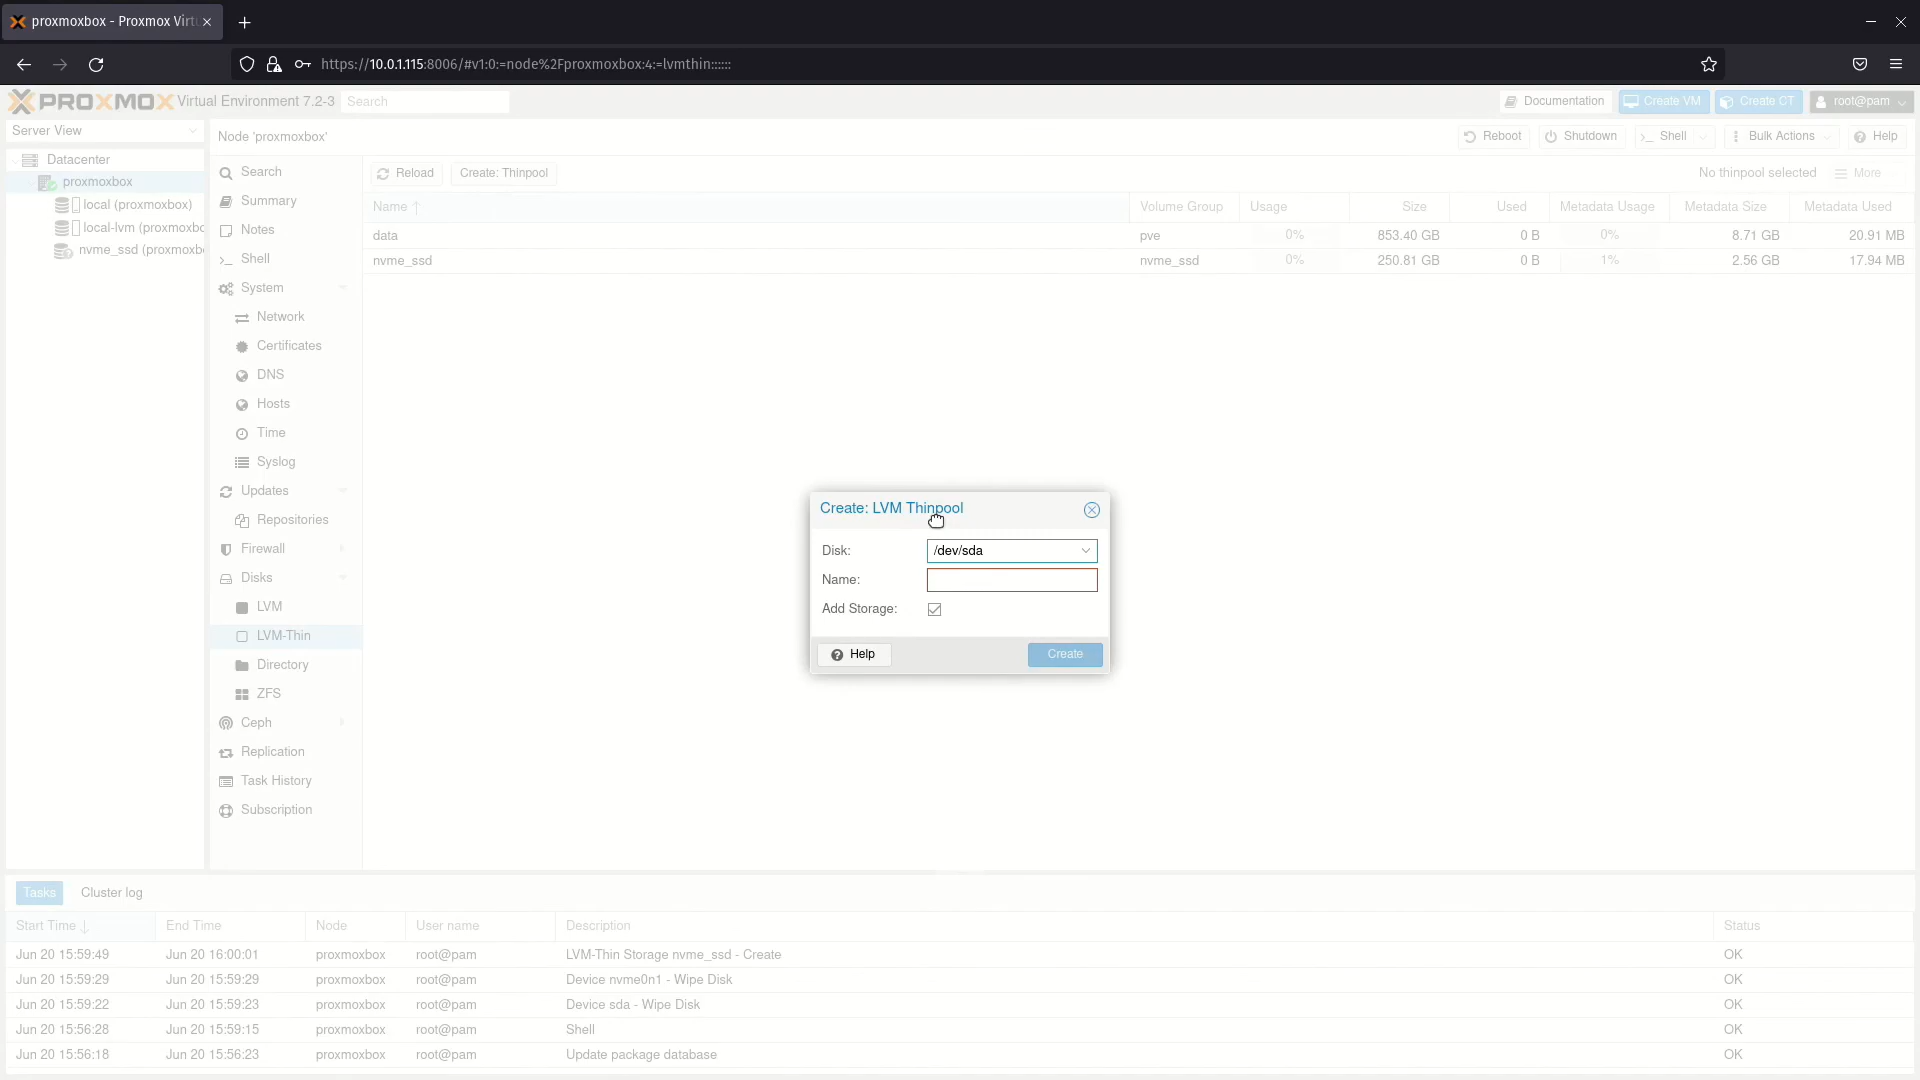 proxmoxbox - Proxmox Virt
https://10.0.1.115:8006/#v1:0:=node%2Fproxmoxbox:4:=lvmthin::::::
PROXMOX Virtual Environment 7.2-3
Search
Documentation
Create VM
Create CT
root@pam
Server View
Node 'proxmoxbox'
Reboot
Shutdown
Shell
Bulk Actions
Help
Datacenter
proxmoxbox
local (proxmoxbox)
local-lvm (proxmoxbo
nvme_ssd (proxmoxb
Search
Summary
Notes
Shell
System
Network
Certificates
DNS
Hosts
Time
Syslog
Updates
Repositories
Firewall
Disks
LVM
LVM-Thin
Directory
ZFS
Ceph
Replication
Task History
Subscription
Reload
Create: Thinpool
No thinpool selected
More
Name Volume Group Usage Size Used Metadata Usage Metadata Size Metadata Used
data pve 0% 853.40 GB 0 B 0% 8.71 GB 20.91 MB
nvme_ssd nvme_ssd 0% 250.81 GB 0 B 1% 2.56 GB 17.94 MB
Create: LVM Thinpool
Disk: /dev/sda
Name:
Add Storage:
Help
Create
Tasks
Cluster log
Start Time End Time Node User name Description Status
Jun 20 15:59:49 Jun 20 16:00:01 proxmoxbox root@pam LVM-Thin Storage nvme_ssd - Create OK
Jun 20 15:59:29 Jun 20 15:59:29 proxmoxbox root@pam Device nvme0n1 - Wipe Disk OK
Jun 20 15:59:22 Jun 20 15:59:23 proxmoxbox root@pam Device sda - Wipe Disk OK
Jun 20 15:56:28 Jun 20 15:59:15 proxmoxbox root@pam Shell OK
Jun 20 15:56:18 Jun 20 15:56:23 proxmoxbox root@pam Update package database OK